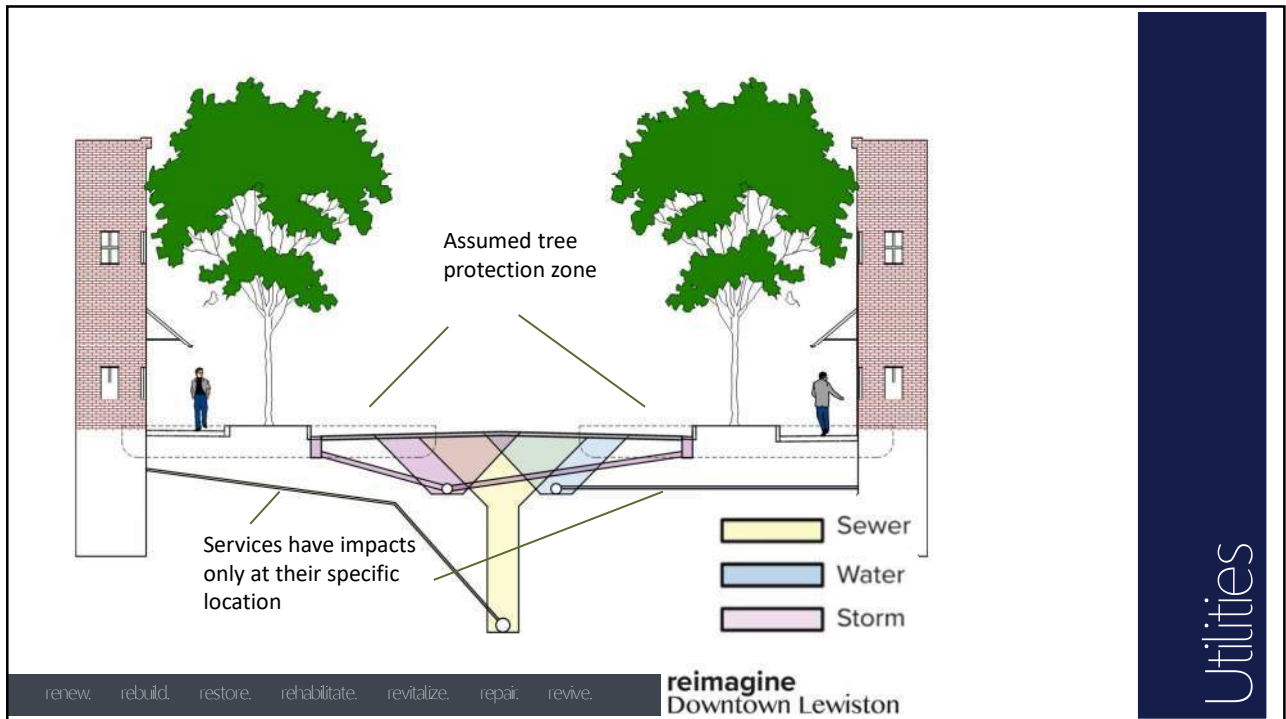 Assumed tree
protection zone
Services have impacts
only at their specific
location
Sewer
Water
Storm
Utilities
renew. rebuild. restore. rehabilitate. revitalize. repair. revive.
reimagine
Downtown Lewiston